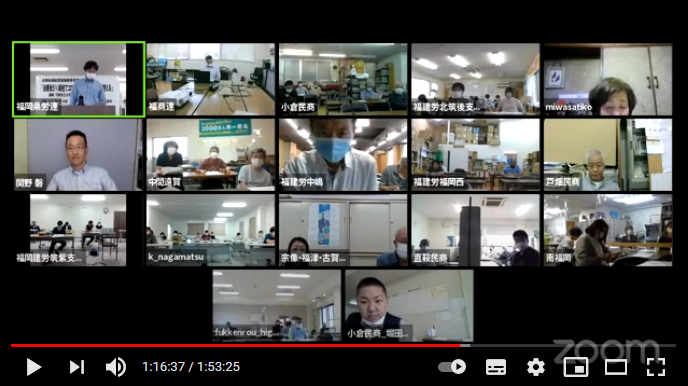 福岡県労連
福商連
小倉民商
福建労北筑後支...
miwasatiko
関野 磐
中間遠賀
福建労中嶋
福建労福岡西
戸畑民商
福岡建労筑紫支...
k_nagamatsu
宗像・福津・古賀...
直鞍民商
南福岡
fukkenrou_hig...
小倉民商_堀田...
zoom
1:16:37 / 1:53:25